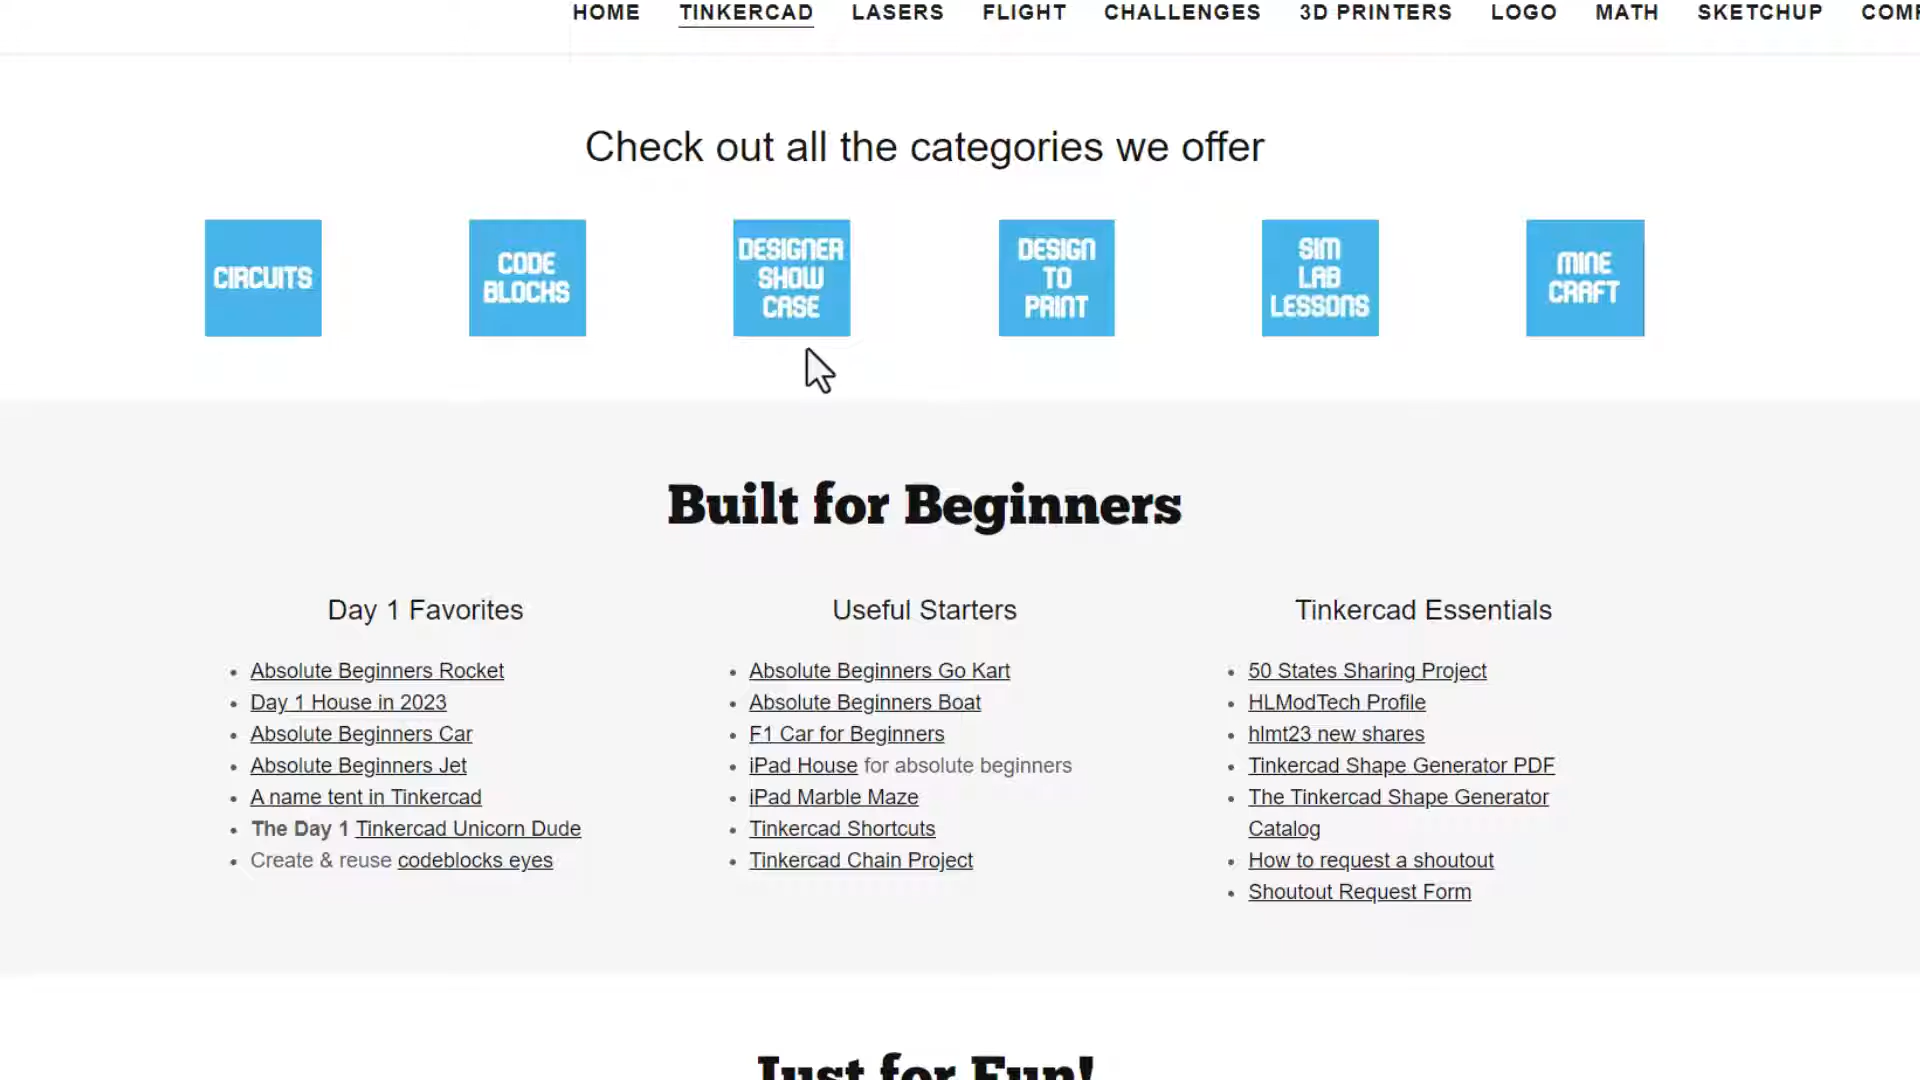 HOME TINKERCAD LASERS FLIGHT CHALLENGES 3D PRINTERS LOGO MATH SKETCHUP
Check out all the categories we offer
CIRCUITS
CODE
BLOCKS
DESIGNER
SHOW
CASE
DESIGN
TO
PRINT
SIM
LAB
LESSONS
MINE
CRAFT
Built for Beginners
Day 1 Favorites
Absolute Beginners Rocket
Day 1 House in 2023
Absolute Beginners Car
Absolute Beginners Jet
A name tent in Tinkercad
The Day 1 Tinkercad Unicorn Dude
Create & reuse codeblocks eyes
Useful Starters
Absolute Beginners Go Kart
Absolute Beginners Boat
F1 Car for Beginners
iPad House for absolute beginners
iPad Marble Maze
Tinkercad Shortcuts
Tinkercad Chain Project
Tinkercad Essentials
50 States Sharing Project
HLModTech Profile
hlmt23 new shares
Tinkercad Shape Generator PDF
The Tinkercad Shape Generator
Catalog
How to request a shoutout
Shoutout Request Form
Just for Fun!